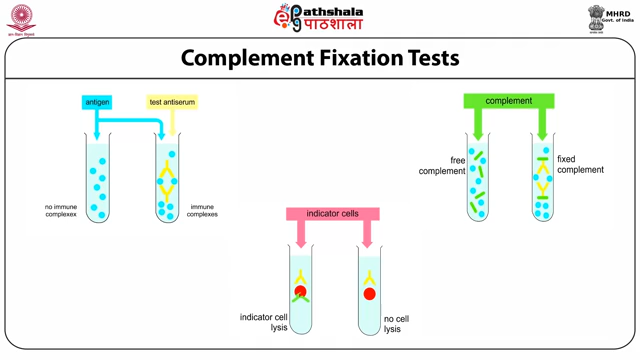 ePathshala
पाठशाला
MHRD
Govt. of India
Complement Fixation Tests
antigen
test antiserum
no immune
complexex
immune
complexes
complement
free
complement
fixed
complement
indicator cells
indicator cell
lysis
no cell
lysis